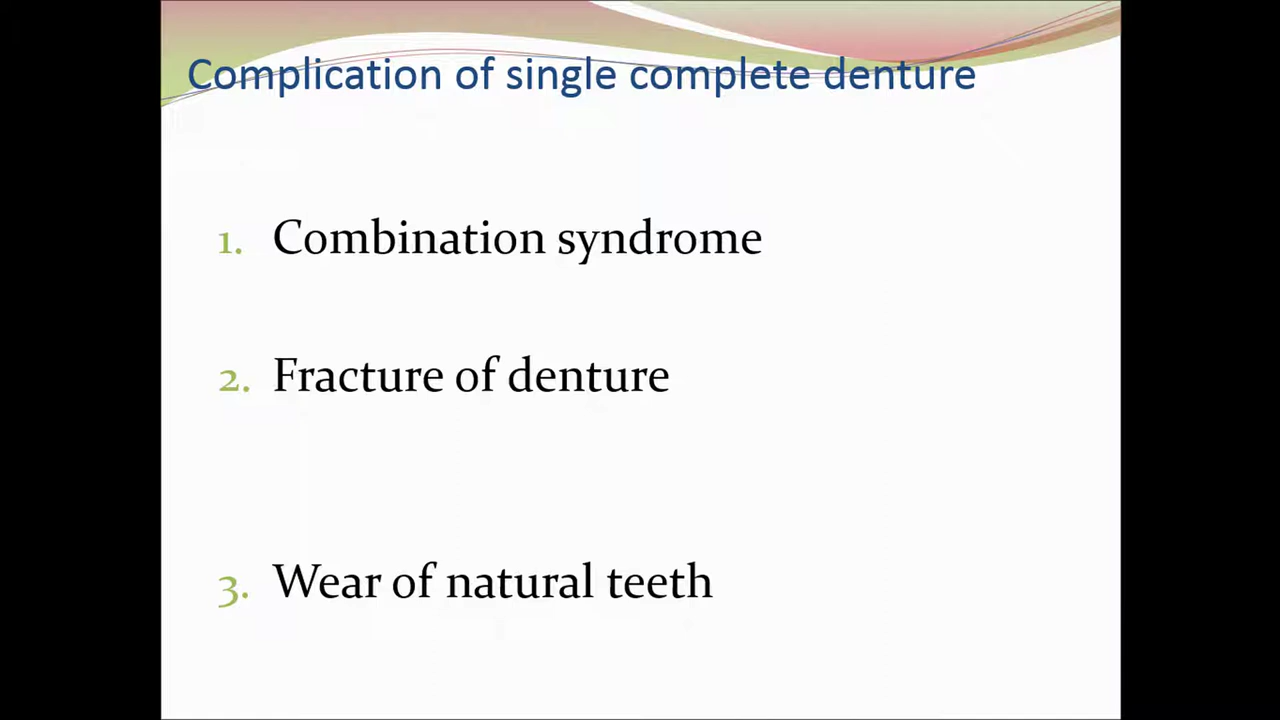 Complication of single complete denture
1. Combination syndrome
2. Fracture of denture
3. Wear of natural teeth